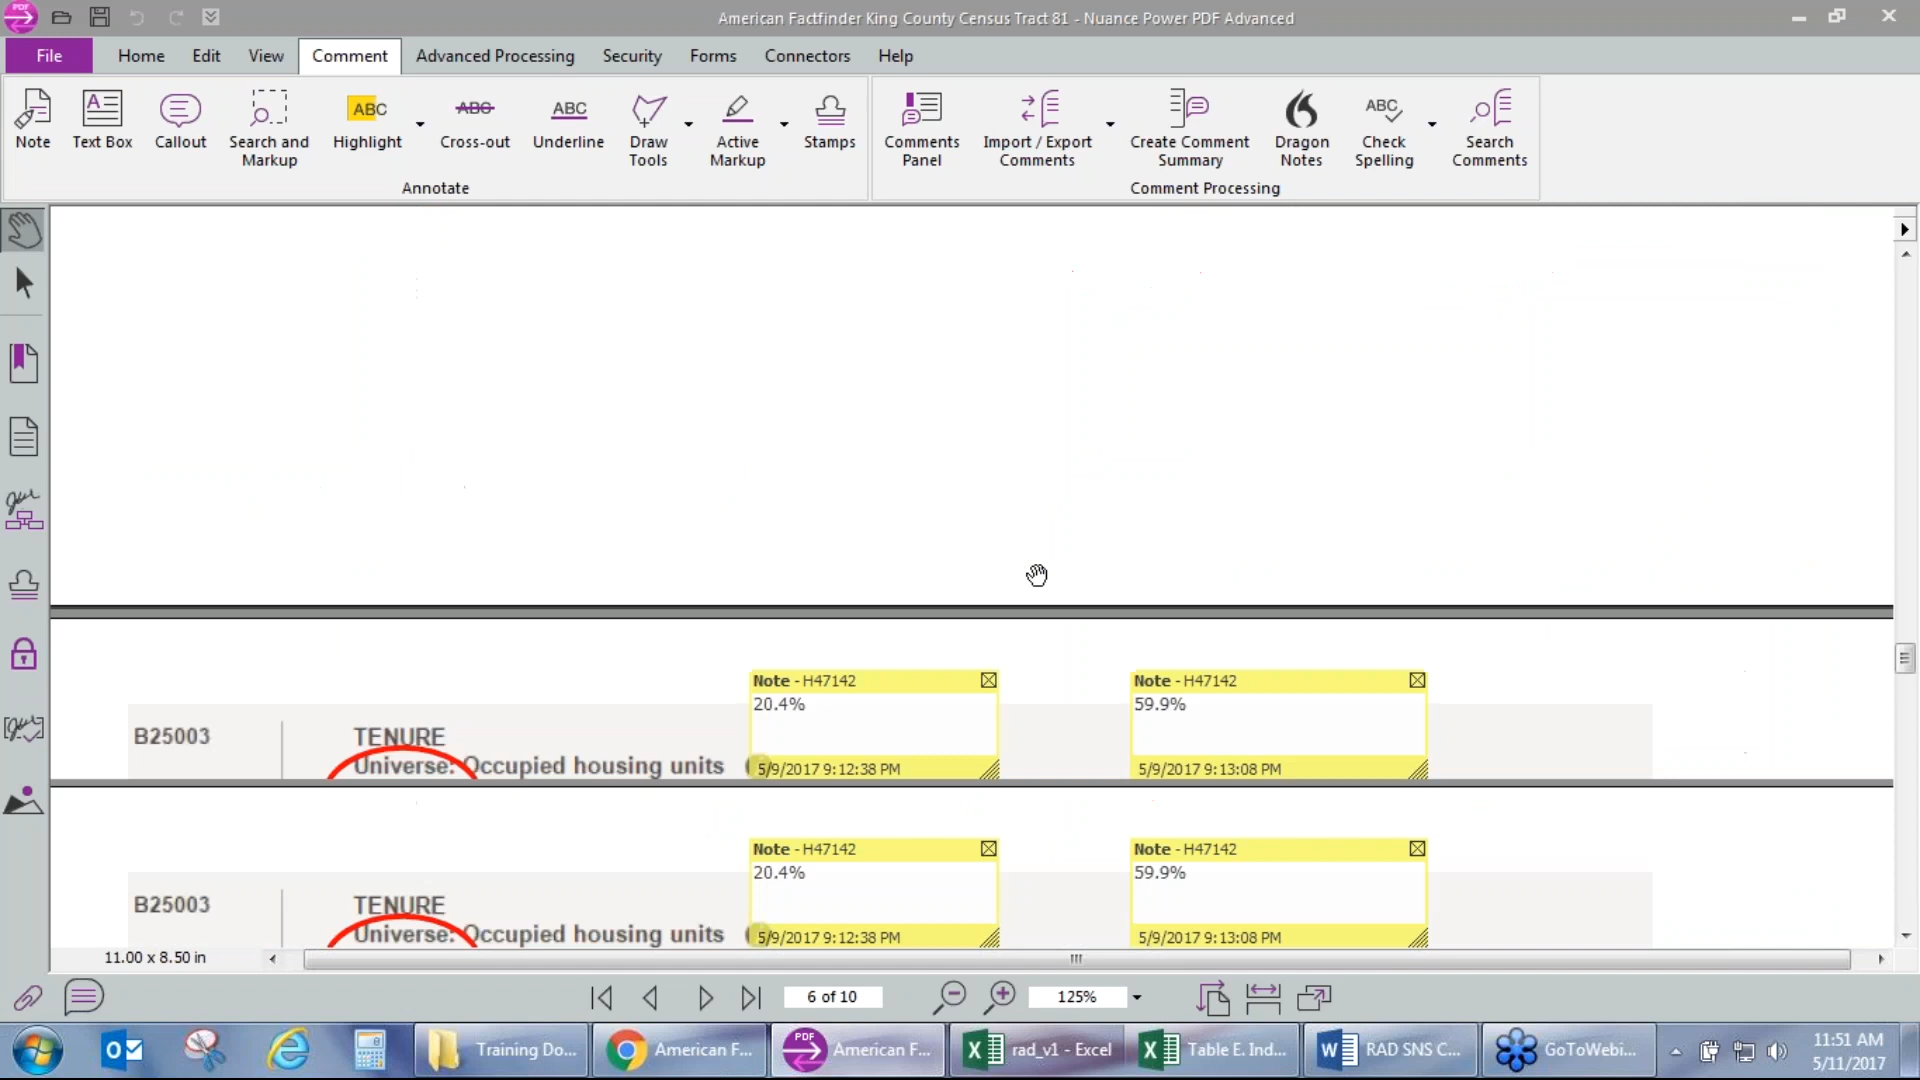 American Factfinder King County Census Tract 81 - Nuance Power PDF Advanced
File Home Edit View Comment Advanced Processing Security Forms Connectors Help
Note
Text Box
Callout
Search and
Markup
ABC
Highlight
ABC
Cross-out
ABC
Underline
Draw
Tools
Active
Markup
Stamps
Annotate
Comments
Panel
Import / Export
Comments
Create Comment
Summary
Dragon
Notes
ABC
Check
Spelling
Search
Comments
Comment Processing
B25003
TENURE
Universe: Occupied housing units
Note - H47142
20.4%
5/9/2017 9:12:38 PM
Note - H47142
59.9%
5/9/2017 9:13:08 PM
B25003
TENURE
Universe: Occupied housing units
Note - H47142
20.4%
5/9/2017 9:12:38 PM
Note - H47142
59.9%
5/9/2017 9:13:08 PM
11.00 x 8.50 in
6 of 10
125%
Training Do...
American F...
PDF
American F...
rad_v1 - Excel
Table E. Ind...
RAD SNS C...
GoToWebi...
11:51 AM
5/11/2017